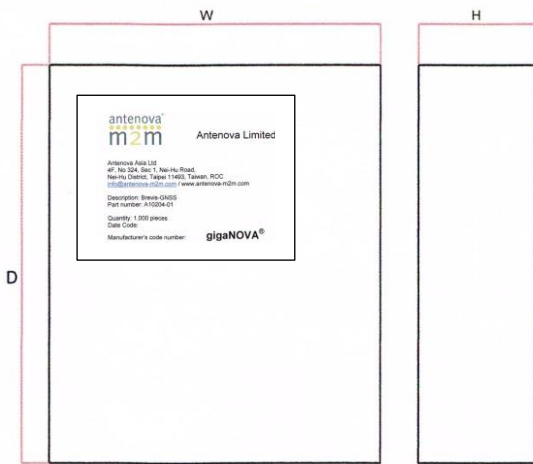 W
H
antenova®
m2m
Antenova Limited
Antenova Asia Ltd
4F, No 324, Sec 1, Nei-Hu Road,
Nei-Hu District, Taipei 11493, Taiwan, ROC
info@antenova-m2m.com / www.antenova-m2m.com
Description: Brevis-GNSS
Part number: A10204-01
Quantity: 1,000 pieces
Date Code:
Manufacturer's code number:
gigaNOVA®
D